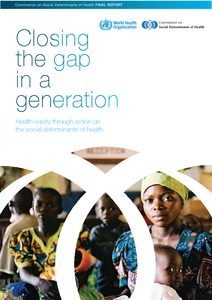 Commission on Social Determinants of Health FINAL REPORT
World Health
Organization
Commission on
Social Determinants of Health
Closing
the gap
in a
generation
Health equity through action on
the social determinants of health